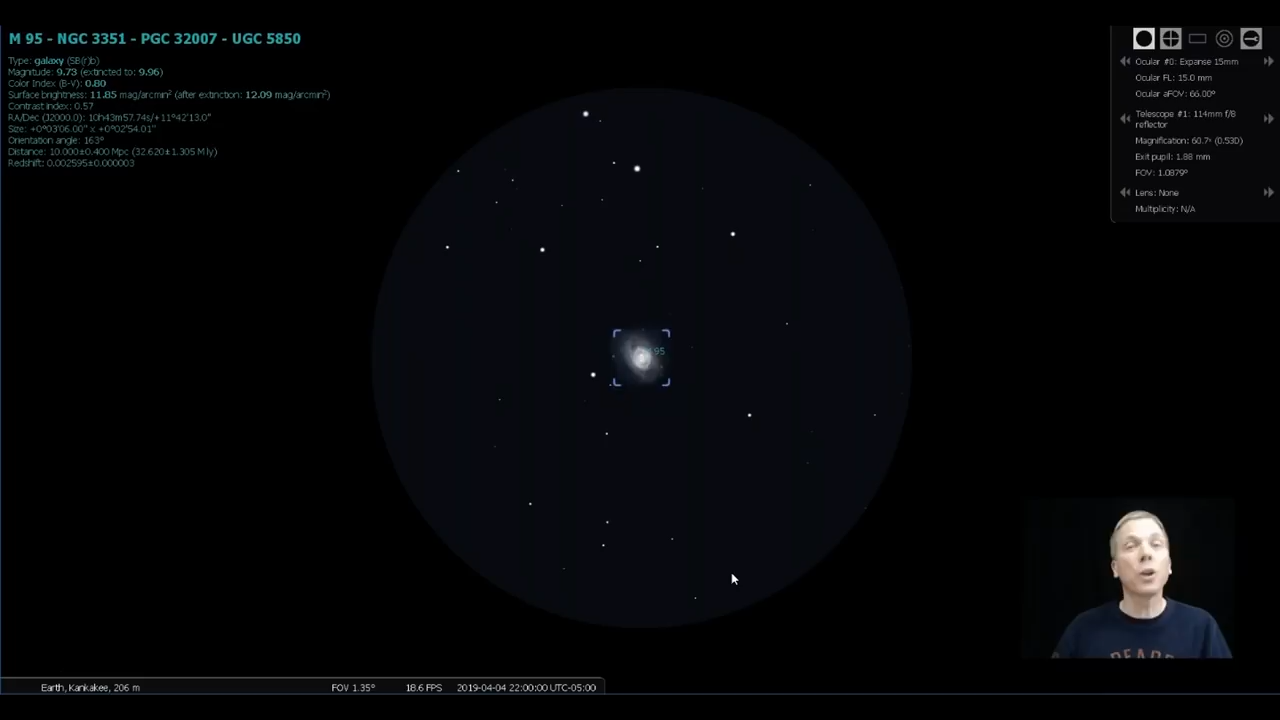 M 95 - NGC 3351 - PGC 32007 - UGC 5850
Type: galaxy (SB(r)b)
Magnitude: 9.73 (extincted to: 9.96)
Color Index (B-V): 0.80
Surface brightness: 11.85 mag/arcmin² (after extinction: 12.09 mag/arcmin²)
Contrast index: 0.57
RA/Dec (J2000.0): 10h43m57.74s/+11°42'13.0"
Size: +0°03'06.00" x +0°02'54.01"
Orientation angle: 163°
Distance: 10.000±0.400 Mpc (32.620±1.305 M ly)
Redshift: 0.002595±0.000003
Ocular #0: Expanse 15mm
Ocular FL: 15.0 mm
Ocular aFOV: 66.00°
Telescope #1: 114mm f/8
reflector
Magnification: 60.7× (0.53D)
Exit pupil: 1.88 mm
FOV: 1.0879°
Lens: None
Multiplicity: N/A
95
BEARS
Earth, Kankakee, 206 m
FOV 1.35°
18.6 FPS
2019-04-04 22:00:00 UTC-05:00